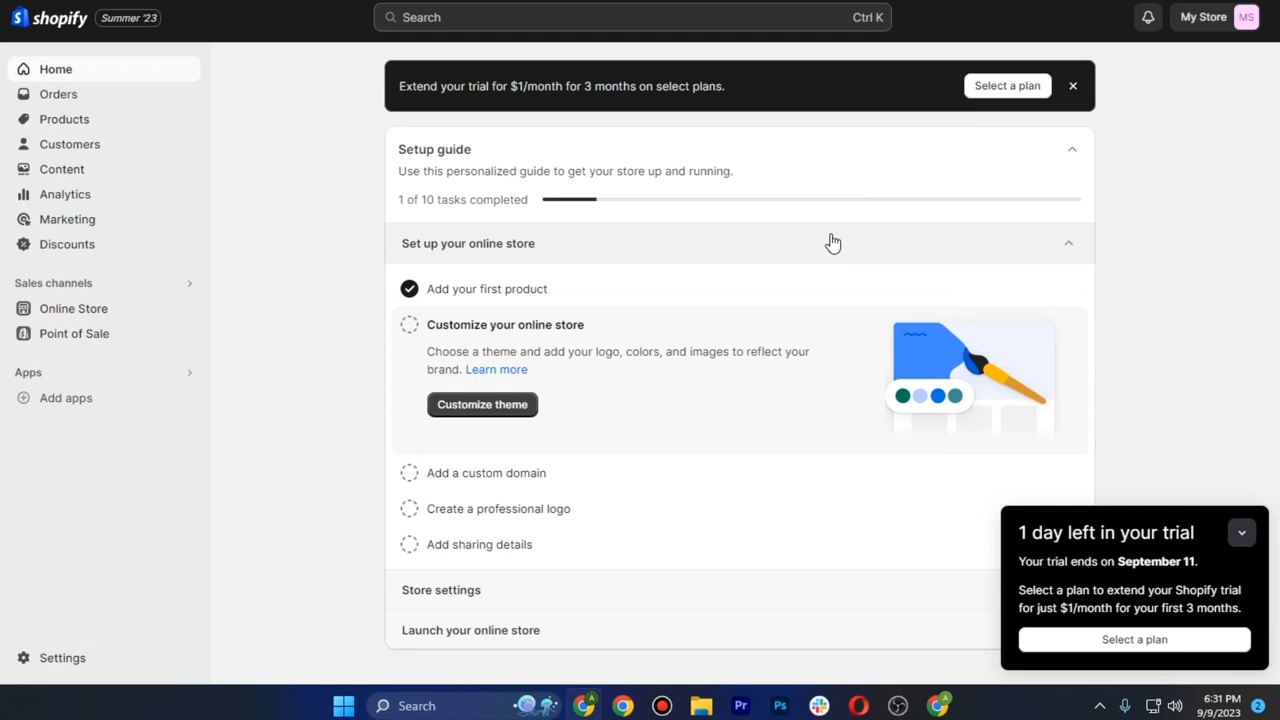 shopify
Summer '23
Search
Ctrl K
My Store
MS
Home
Orders
Products
Customers
Content
Analytics
Marketing
Discounts
Sales channels
Online Store
Point of Sale
Apps
Add apps
Settings
Extend your trial for $1/month for 3 months on select plans.
Select a plan
Setup guide
Use this personalized guide to get your store up and running.
1 of 10 tasks completed
Set up your online store
Add your first product
Customize your online store
Choose a theme and add your logo, colors, and images to reflect your
brand. Learn more
Customize theme
Add a custom domain
Create a professional logo
Add sharing details
Store settings
Launch your online store
1 day left in your trial
Your trial ends on September 11.
Select a plan to extend your Shopify trial
for just $1/month for your first 3 months.
Select a plan
Search
A
Pr
Ps
A
6:31 PM
9/9/2023
2